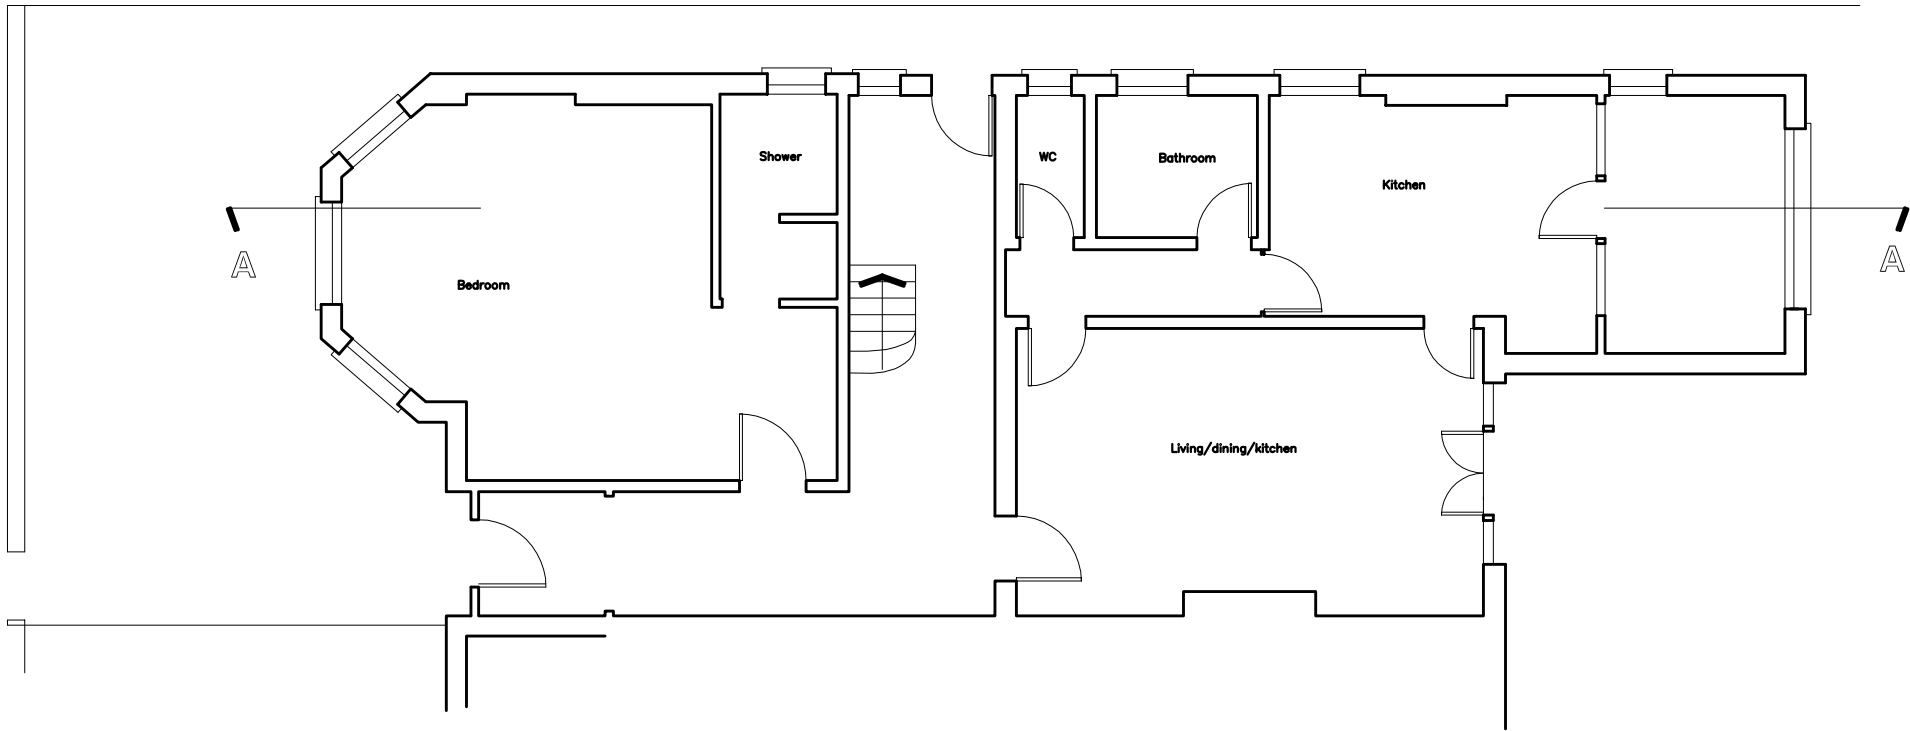 Shower
WC
Bathroom
Kitchen
A
A
Bedroom
Living/dining/kitchen